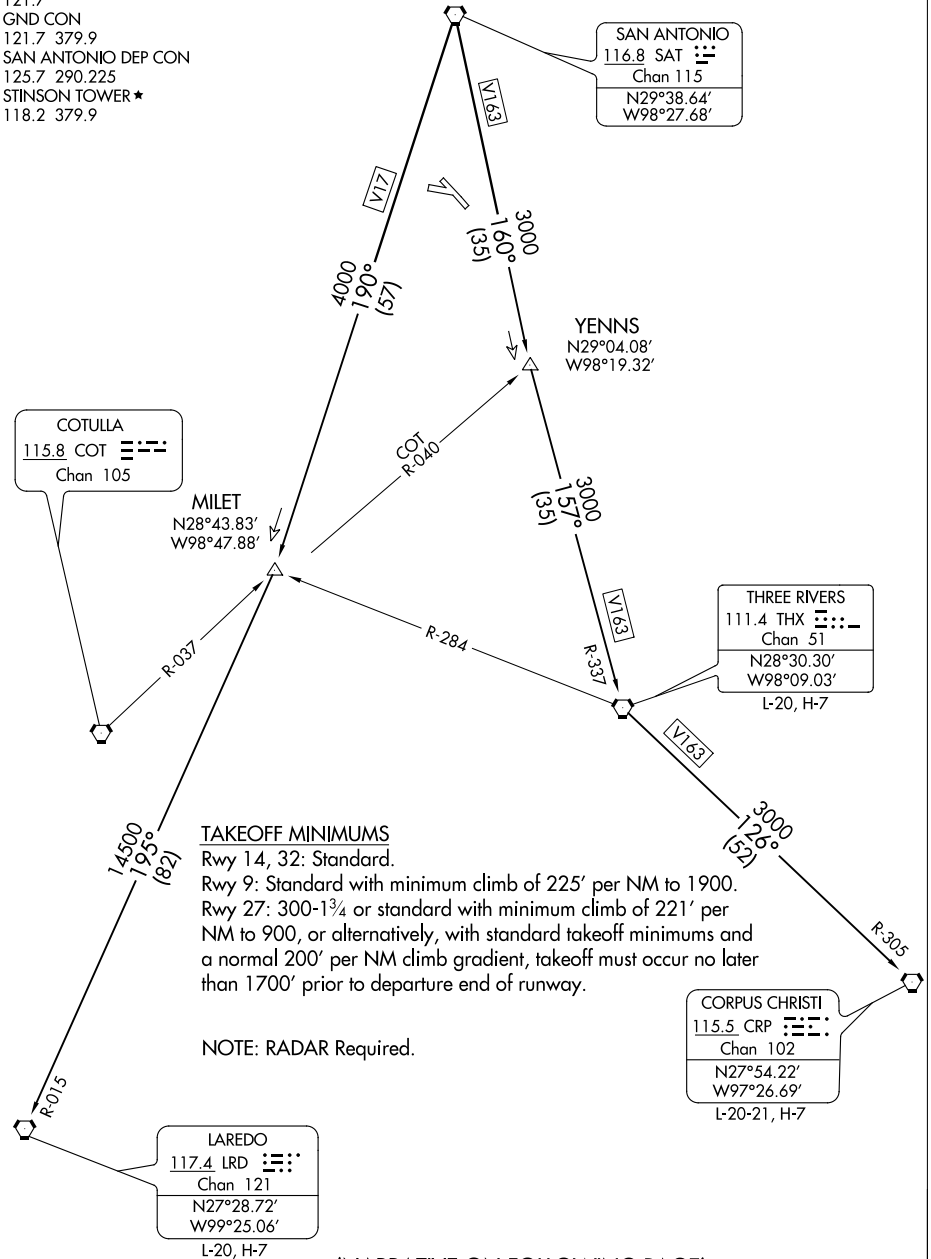 121.7
GND CON
121.7 379.9
SAN ANTONIO DEP CON
125.7 290.225
STINSON TOWER★
118.2 379.9
SAN ANTONIO
116.8 SAT
Chan 115
N29°38.64'
W98°27.68'
V163
V17
3000
160°
(35)
4000
190°
(57)
YENNS
N29°04.08'
W98°19.32'
COTULLA
115.8 COT
Chan 105
COT
R-040
MILET
N28°43.83'
W98°47.88'
3000
157°
(35)
THREE RIVERS
111.4 THX
Chan 51
N28°30.30'
W98°09.03'
L-20, H-7
V163
R-284
R-037
R-337
V163
3000
126°
(52)
14500
195°
(82)
TAKEOFF MINIMUMS
Rwy 14, 32: Standard.
Rwy 9: Standard with minimum climb of 225' per NM to 1900.
Rwy 27: 300-1¾ or standard with minimum climb of 221' per
NM to 900, or alternatively, with standard takeoff minimums and
a normal 200' per NM climb gradient, takeoff must occur no later
than 1700' prior to departure end of runway.
R-305
CORPUS CHRISTI
115.5 CRP
Chan 102
N27°54.22'
W97°26.69'
L-20-21, H-7
NOTE: RADAR Required.
R-015
LAREDO
117.4 LRD
Chan 121
N27°28.72'
W99°25.06'
L-20, H-7
(NARRATIVE ON FOLLOWING PAGE)